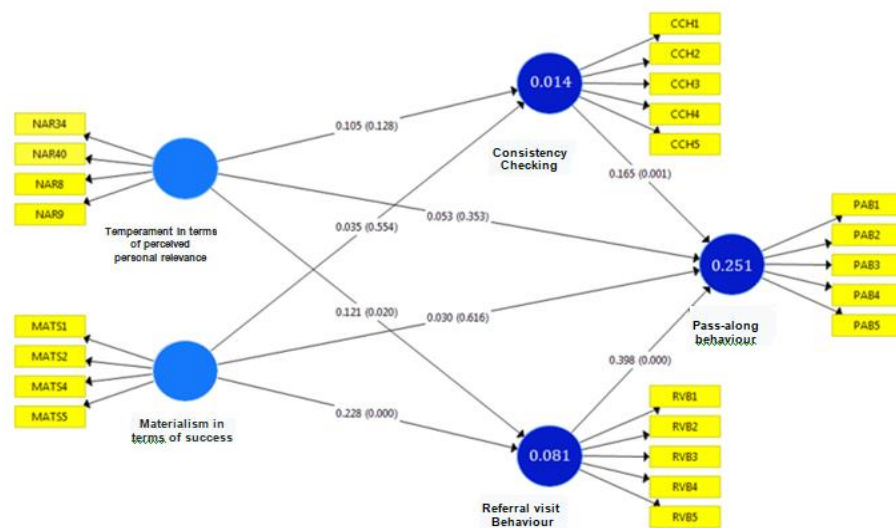 CCH1
CCH2
CCH3
CCH4
CCH5
0.014
Consistency
Checking
NAR34
NAR40
NAR8
NAR9
Temperament in terms
of perceived
personal relevance
0.105 (0.128)
0.165 (0.001)
0.035 (0.554)
0.053 (0.353)
PAB1
PAB2
PAB3
PAB4
PAB5
0.251
Pass-along
behaviour
0.121 (0.020)
0.030 (0.616)
MATS1
MATS2
MATS4
MATS5
Materialism in
terms of success
0.398 (0.000)
0.228 (0.000)
RVB1
RVB2
RVB3
RVB4
RVB5
0.081
Referral visit
Behaviour